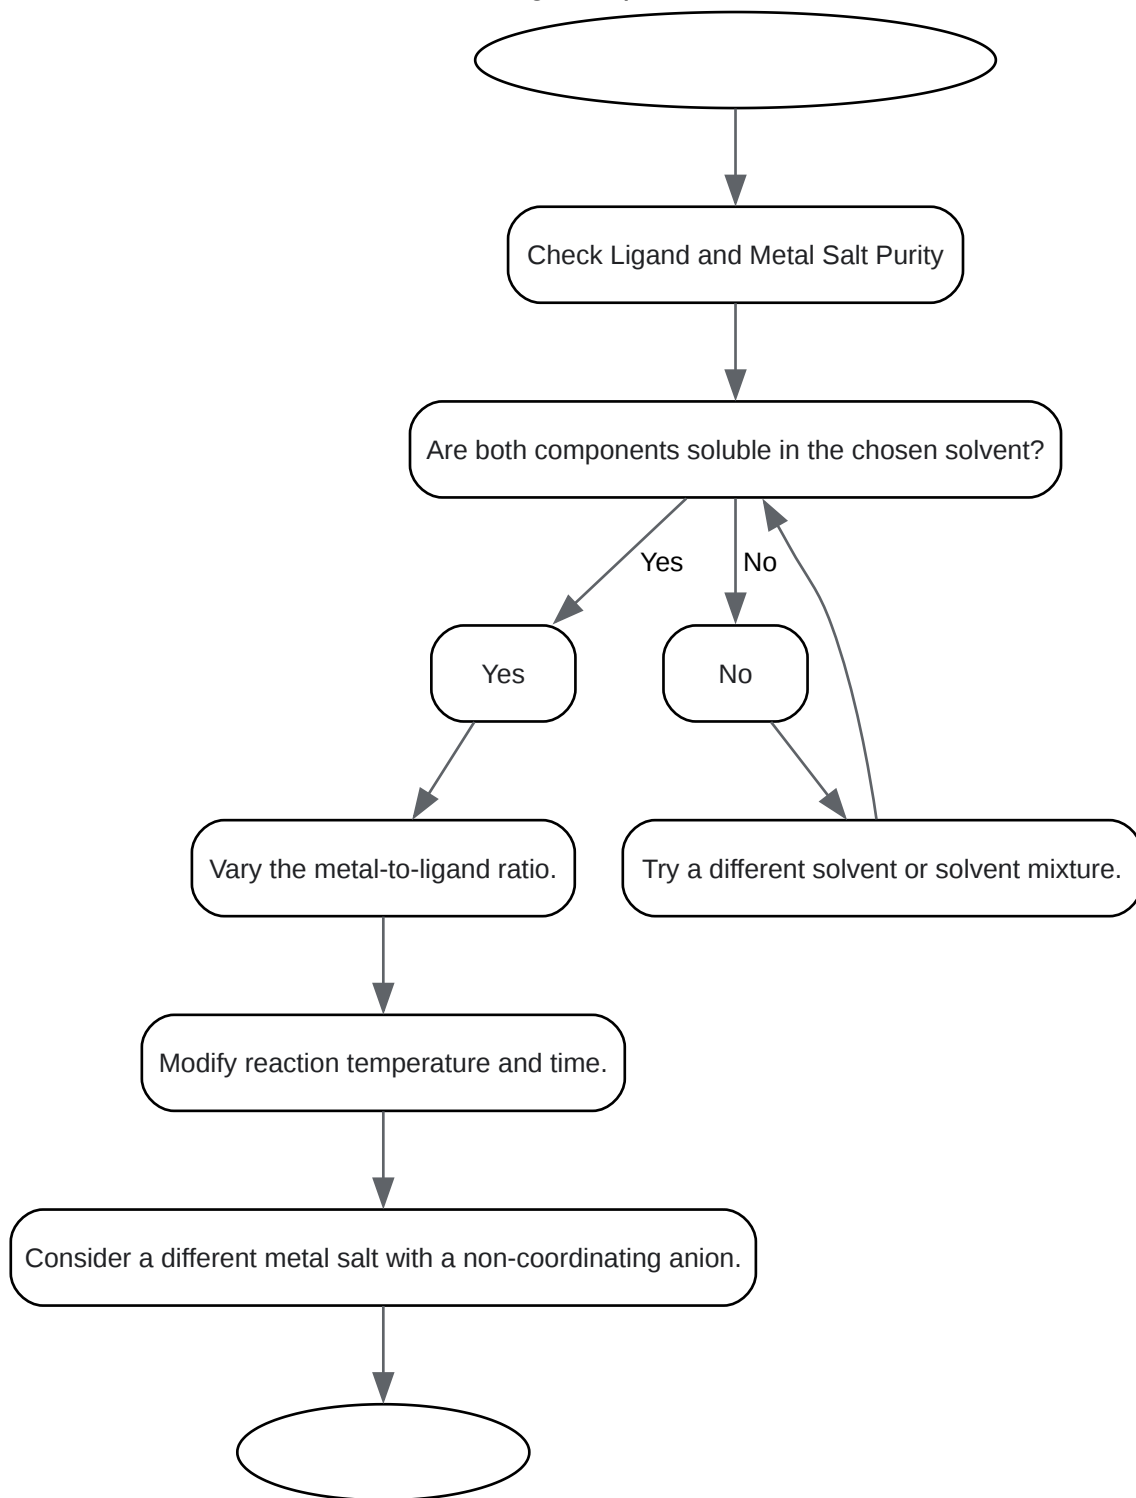 Check Ligand and Metal Salt Purity
Are both components soluble in the chosen solvent?
Yes
No
Yes
No
Vary the metal-to-ligand ratio.
Try a different solvent or solvent mixture.
Modify reaction temperature and time.
Consider a different metal salt with a non-coordinating anion.